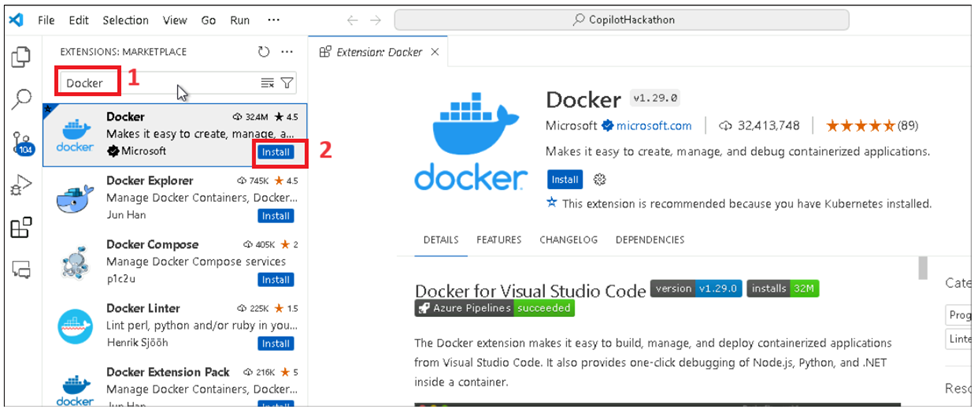 File Edit Selection View Go Run ···
CopilotHackathon
EXTENSIONS: MARKETPLACE
Extension: Docker
Docker
1
Docker
32.4M 4.5
Makes it easy to create, manage, a...
Microsoft
Install
2
docker
Docker Explorer
745K 4.5
Manage Docker Containers, Docker...
Jun Han
Install
104
Docker Compose
405K 2
Manage Docker Compose services
p1c2u
Install
Docker Linter
225K 1.5
Lint perl, python and/or ruby in you...
Henrik Sjööh
Install
Docker Extension Pack
216K 5
Manage Docker Containers, Docker...
Jun Han
Install
docker
docker
Docker v1.29.0
Microsoft microsoft.com 32,413,748 (89)
Makes it easy to create, manage, and debug containerized applications.
Install
This extension is recommended because you have Kubernetes installed.
DETAILS FEATURES CHANGELOG DEPENDENCIES
Docker for Visual Studio Code version v1.29.0 installs 32M
Azure Pipelines succeeded
The Docker extension makes it easy to build, manage, and deploy containerized applications
from Visual Studio Code. It also provides one-click debugging of Node.js, Python, and .NET
inside a container.
Cate
Prog
Linte
Reso